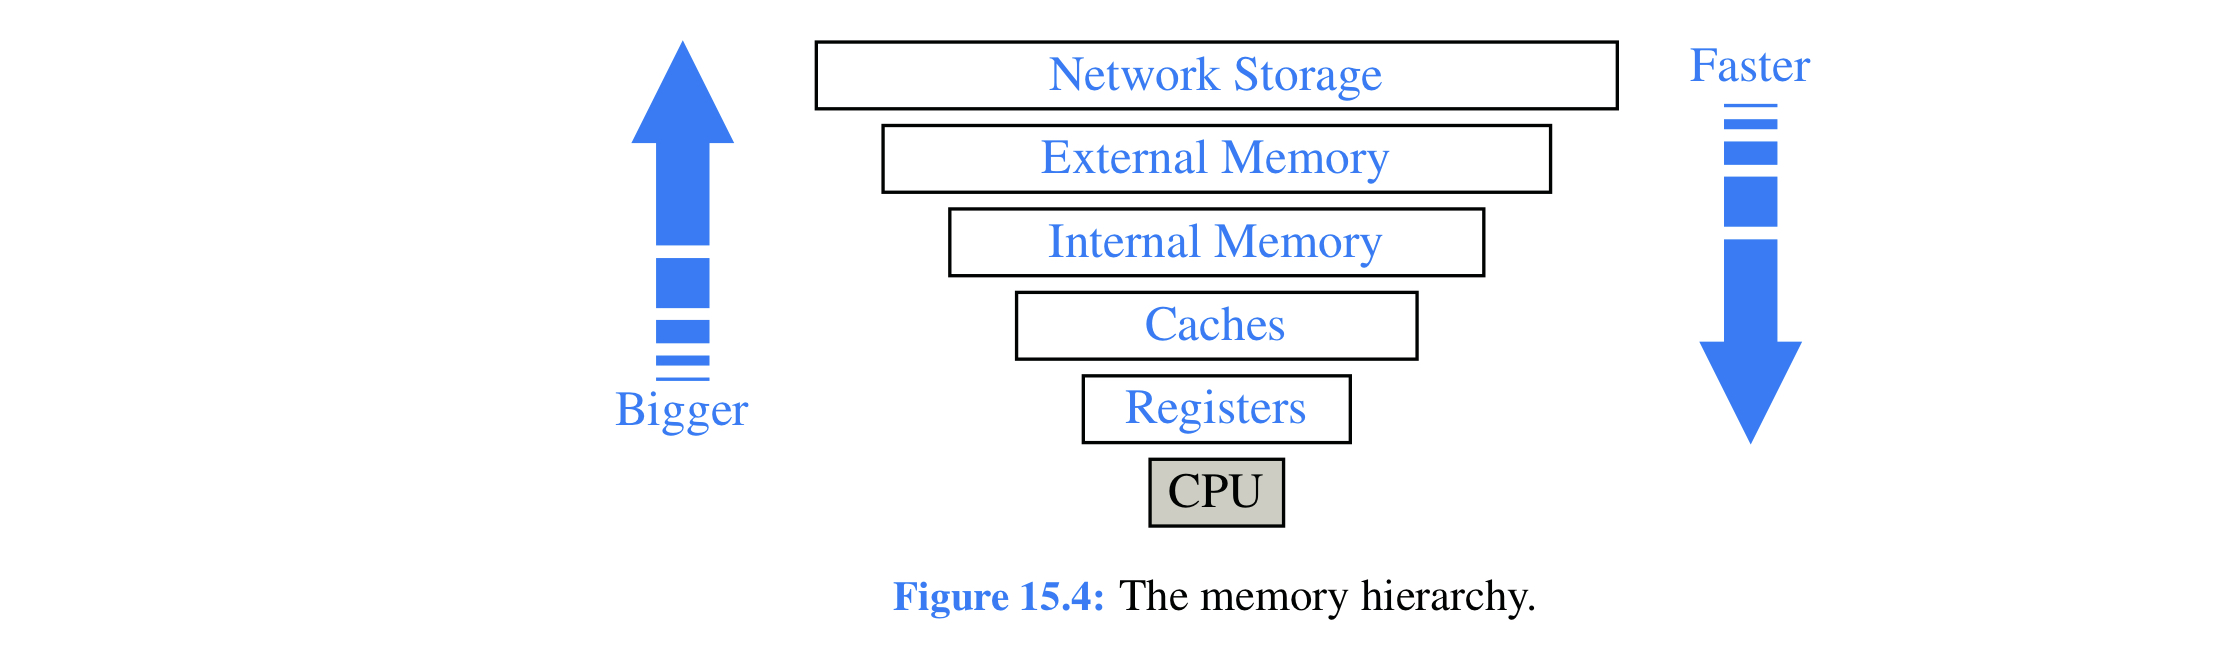 Network Storage
Faster
External Memory
Internal Memory
Caches
Registers
Bigger
CPU
Figure 15.4: The memory hierarchy.